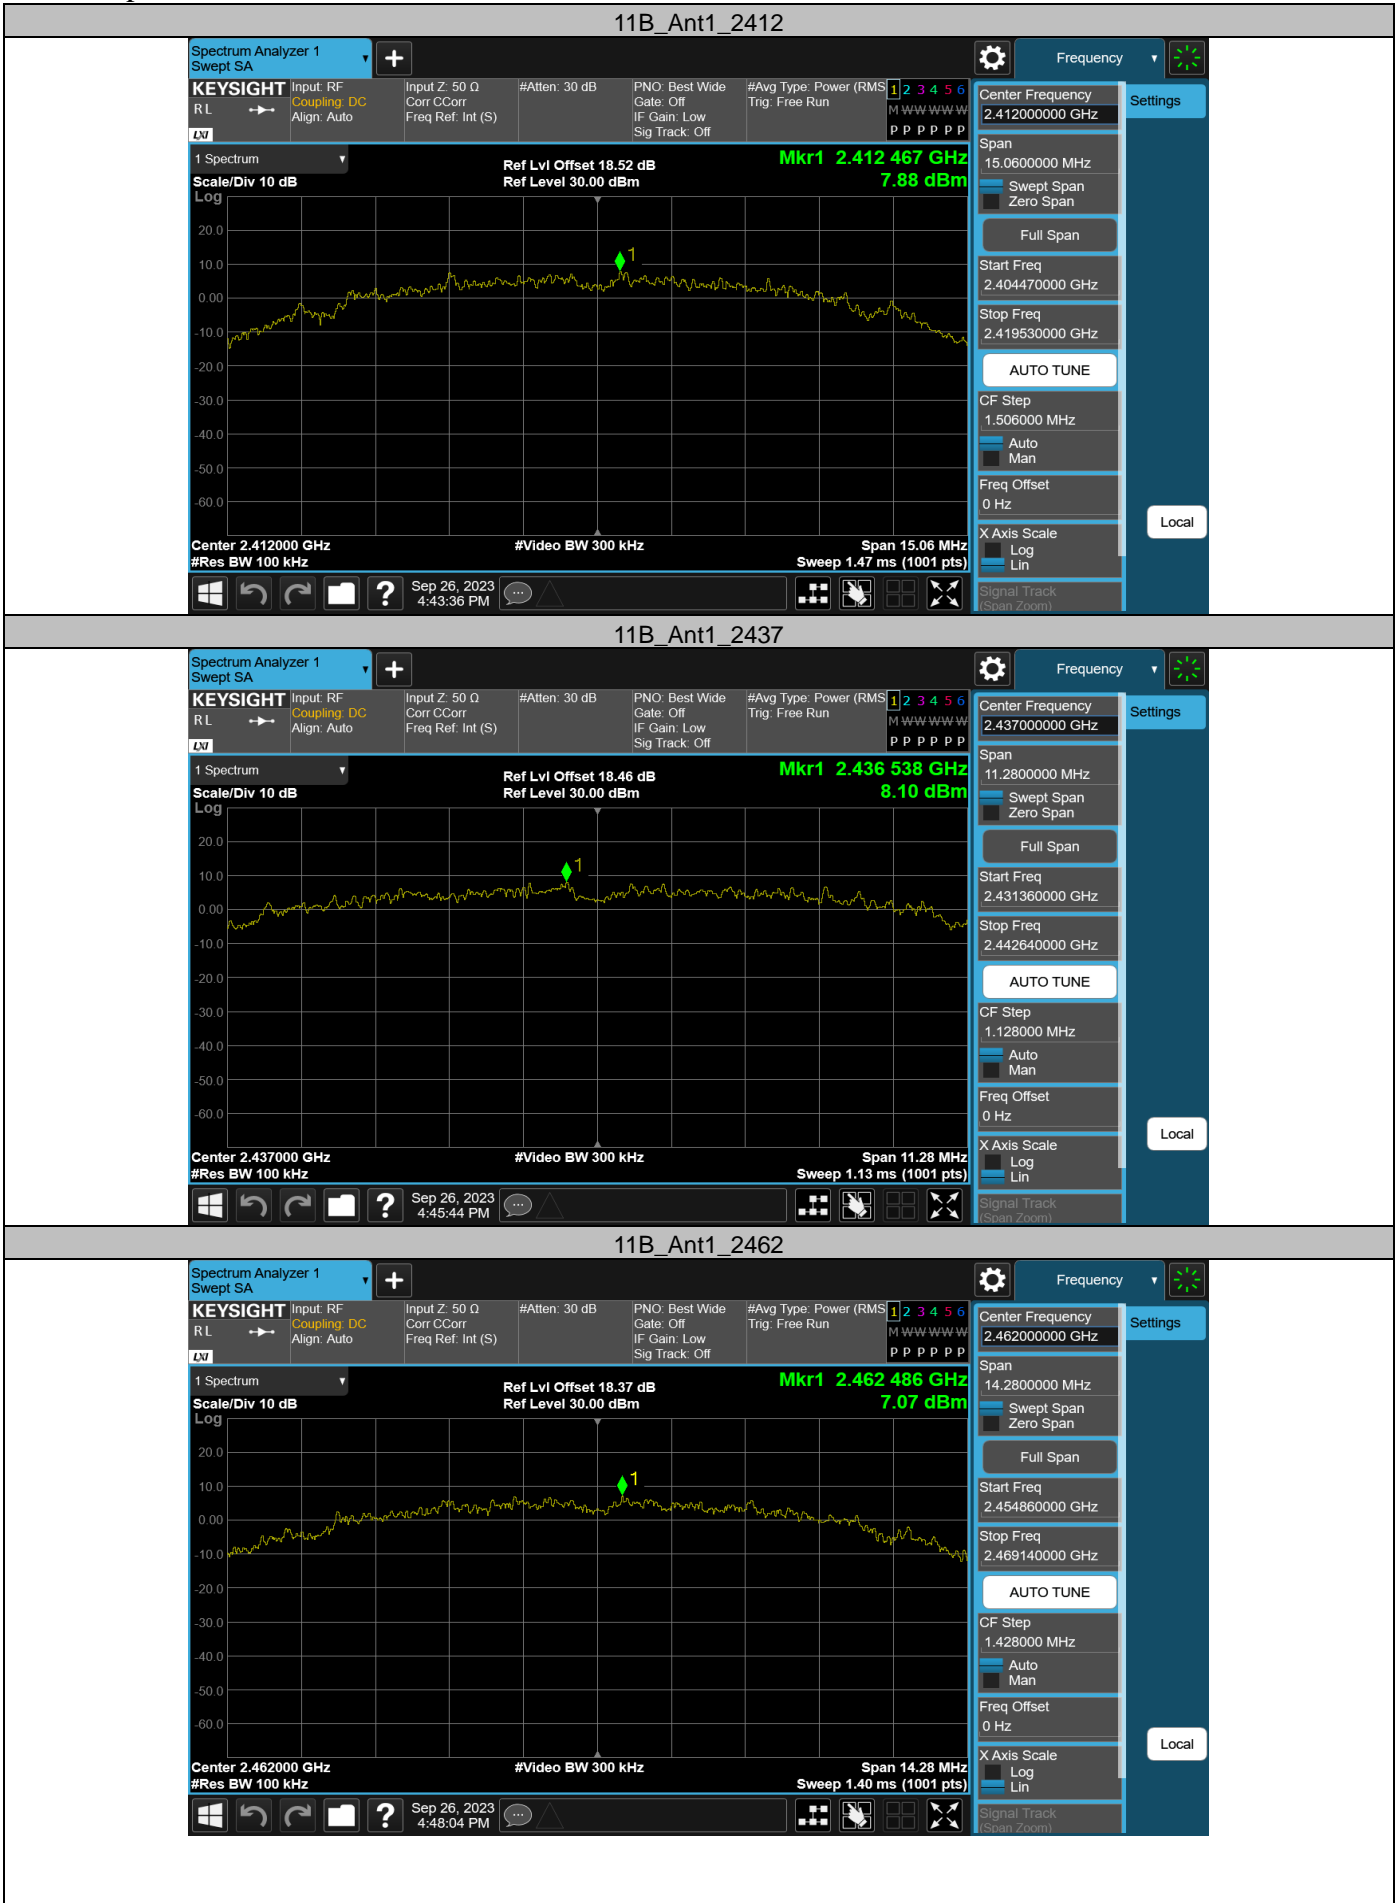 11B_Ant1_2412
Spectrum Analyzer 1
Swept SA
Frequency
KEYSIGHT
R L
LXI
Input: RF
Coupling: DC
Align: Auto
Input Z: 50 Ω
Corr CCorr
Freq Ref: Int (S)
#Atten: 30 dB
PNO: Best Wide
Gate: Off
IF Gain: Low
Sig Track: Off
#Avg Type: Power (RMS
Trig: Free Run
1 2 3 4 5 6
M W W W W W
P P P P P P
1 Spectrum
Scale/Div 10 dB
Log
Ref Lvl Offset 18.52 dB
Ref Level 30.00 dBm
Mkr1 2.412 467 GHz
7.88 dBm
1
20.0
10.0
0.00
-10.0
-20.0
-30.0
-40.0
-50.0
-60.0
Center 2.412000 GHz
#Res BW 100 kHz
#Video BW 300 kHz
Span 15.06 MHz
Sweep 1.47 ms (1001 pts)
Sep 26, 2023
4:43:36 PM
Center Frequency
2.412000000 GHz
Span
15.0600000 MHz
Swept Span
Zero Span
Full Span
Start Freq
2.404470000 GHz
Stop Freq
2.419530000 GHz
AUTO TUNE
CF Step
1.506000 MHz
Auto
Man
Freq Offset
0 Hz
X Axis Scale
Log
Lin
Signal Track
(Span Zoom)
Settings
Local
11B_Ant1_2437
Spectrum Analyzer 1
Swept SA
Frequency
KEYSIGHT
R L
LXI
Input: RF
Coupling: DC
Align: Auto
Input Z: 50 Ω
Corr CCorr
Freq Ref: Int (S)
#Atten: 30 dB
PNO: Best Wide
Gate: Off
IF Gain: Low
Sig Track: Off
#Avg Type: Power (RMS
Trig: Free Run
1 2 3 4 5 6
M W W W W W
P P P P P P
1 Spectrum
Scale/Div 10 dB
Log
Ref Lvl Offset 18.46 dB
Ref Level 30.00 dBm
Mkr1 2.436 538 GHz
8.10 dBm
1
20.0
10.0
0.00
-10.0
-20.0
-30.0
-40.0
-50.0
-60.0
Center 2.437000 GHz
#Res BW 100 kHz
#Video BW 300 kHz
Span 11.28 MHz
Sweep 1.13 ms (1001 pts)
Sep 26, 2023
4:45:44 PM
Center Frequency
2.437000000 GHz
Span
11.2800000 MHz
Swept Span
Zero Span
Full Span
Start Freq
2.431360000 GHz
Stop Freq
2.442640000 GHz
AUTO TUNE
CF Step
1.128000 MHz
Auto
Man
Freq Offset
0 Hz
X Axis Scale
Log
Lin
Signal Track
(Span Zoom)
Settings
Local
11B_Ant1_2462
Spectrum Analyzer 1
Swept SA
Frequency
KEYSIGHT
R L
LXI
Input: RF
Coupling: DC
Align: Auto
Input Z: 50 Ω
Corr CCorr
Freq Ref: Int (S)
#Atten: 30 dB
PNO: Best Wide
Gate: Off
IF Gain: Low
Sig Track: Off
#Avg Type: Power (RMS
Trig: Free Run
1 2 3 4 5 6
M W W W W W
P P P P P P
1 Spectrum
Scale/Div 10 dB
Log
Ref Lvl Offset 18.37 dB
Ref Level 30.00 dBm
Mkr1 2.462 486 GHz
7.07 dBm
1
20.0
10.0
0.00
-10.0
-20.0
-30.0
-40.0
-50.0
-60.0
Center 2.462000 GHz
#Res BW 100 kHz
#Video BW 300 kHz
Span 14.28 MHz
Sweep 1.40 ms (1001 pts)
Sep 26, 2023
4:48:04 PM
Center Frequency
2.462000000 GHz
Span
14.2800000 MHz
Swept Span
Zero Span
Full Span
Start Freq
2.454860000 GHz
Stop Freq
2.469140000 GHz
AUTO TUNE
CF Step
1.428000 MHz
Auto
Man
Freq Offset
0 Hz
X Axis Scale
Log
Lin
Signal Track
(Span Zoom)
Settings
Local